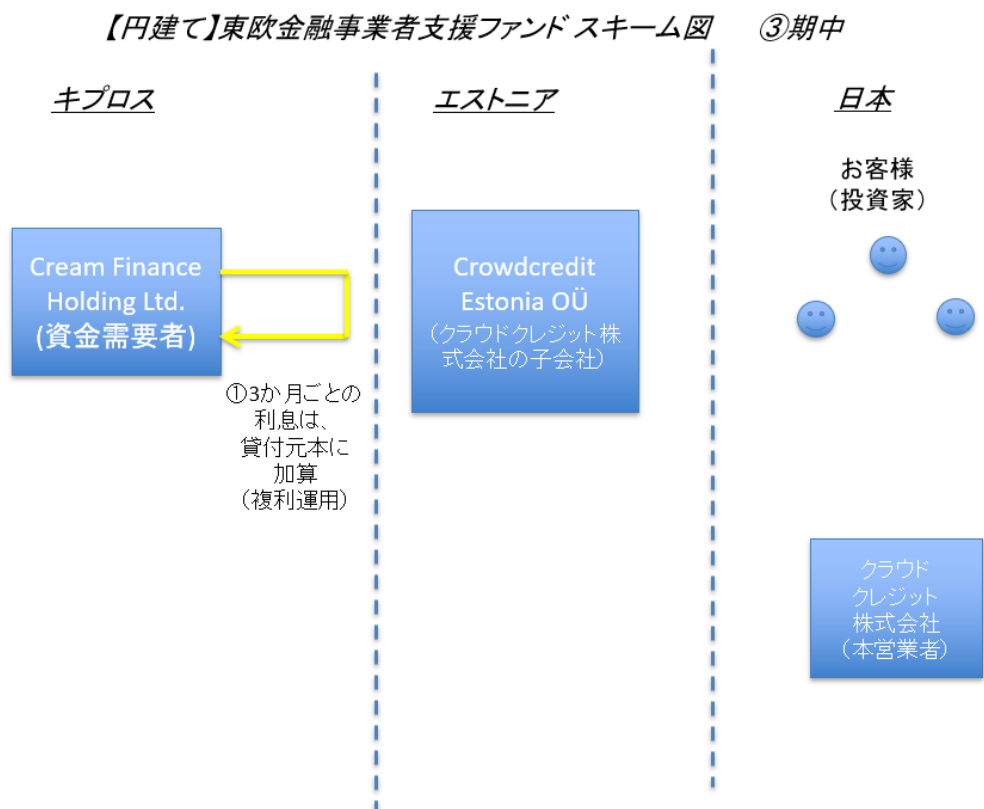 【円建て】東欧金融事業者支援ファンド スキーム図 ③期中
キプロス
エストニア
日本
お客様
（投資家）
Cream Finance
Holding Ltd.
(資金需要者)
Crowdcredit
Estonia OÜ
（クラウドクレジット株
式会社の子会社）
①3か月ごとの
利息は、
貸付元本に
加算
（複利運用）
クラウド
クレジット
株式会社
（本営業者）